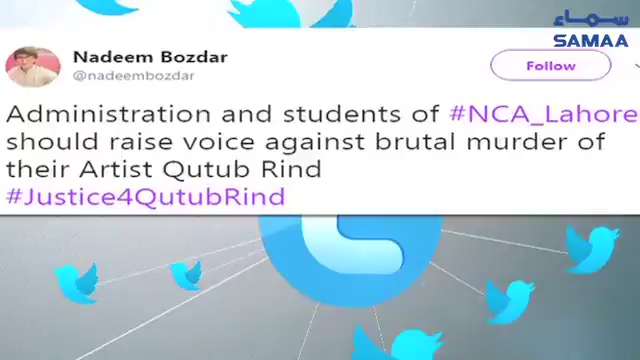 سماء
SAMAA
Nadeem Bozdar
@nadeembozdar
Follow
Administration and students of #NCA_Lahore
should raise voice against brutal murder of
their Artist Qutub Rind
#Justice4QutubRind